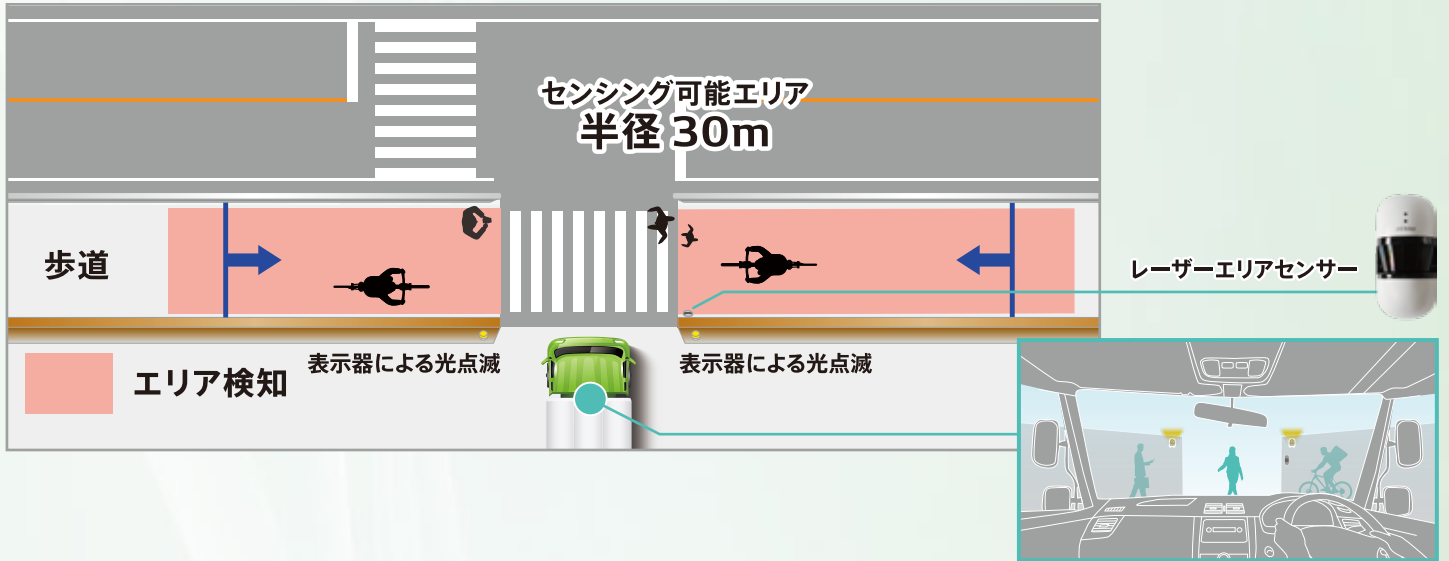 センシング可能エリア
半径 30m
歩道
レーザーエリアセンサー
表示器による光点滅
表示器による光点滅
エリア検知